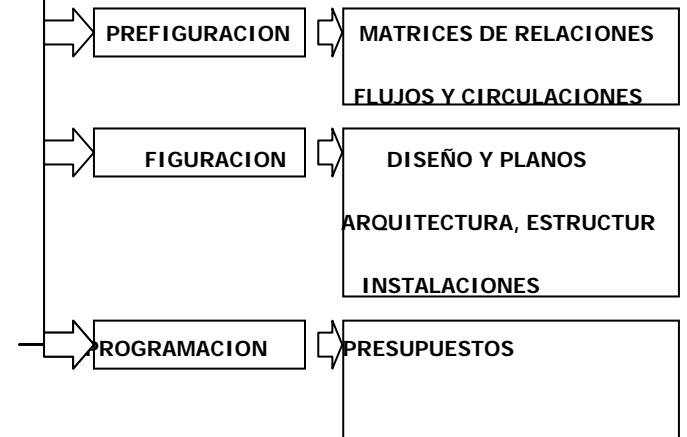 PREFIGURACION
MATRICES DE RELACIONES
FLUJOS Y CIRCULACIONES
FIGURACION
DISEÑO Y PLANOS
ARQUITECTURA, ESTRUCTUR
INSTALACIONES
PROGRAMACION
PRESUPUESTOS